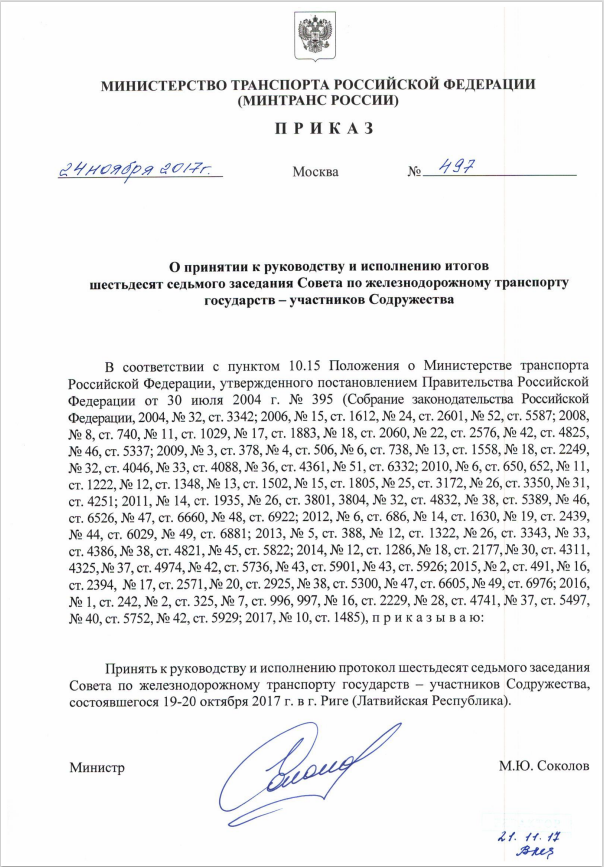 МИНИСТЕРСТВО ТРАНСПОРТА РОССИЙСКОЙ ФЕДЕРАЦИИ
(МИНТРАНС РОССИИ)
П Р И К А З
24 ноября 2017г. Москва № 497
О принятии к руководству и исполнению итогов
шестьдесят седьмого заседания Совета по железнодорожному транспорту
государств – участников Содружества
В соответствии с пунктом 10.15 Положения о Министерстве транспорта
Российской Федерации, утвержденного постановлением Правительства Российской
Федерации от 30 июля 2004 г. № 395 (Собрание законодательства Российской
Федерации, 2004, № 32, ст. 3342; 2006, № 15, ст. 1612, № 24, ст. 2601, № 52, ст. 5587; 2008,
№ 8, ст. 740, № 11, ст. 1029, № 17, ст. 1883, № 18, ст. 2060, № 22, ст. 2576, № 42, ст. 4825,
№ 46, ст. 5337; 2009, № 3, ст. 378, № 4, ст. 506, № 6, ст. 738, № 13, ст. 1558, № 18, ст. 2249,
№ 32, ст. 4046, № 33, ст. 4088, № 36, ст. 4361, № 51, ст. 6332; 2010, № 6, ст. 650, 652, № 11,
ст. 1222, № 12, ст. 1348, № 13, ст. 1502, № 15, ст. 1805, № 25, ст. 3172, № 26, ст. 3350, № 31,
ст. 4251; 2011, № 14, ст. 1935, № 26, ст. 3801, 3804, № 32, ст. 4832, № 38, ст. 5389, № 46,
ст. 6526, № 47, ст. 6660, № 48, ст. 6922; 2012, № 6, ст. 686, № 14, ст. 1630, № 19, ст. 2439,
№ 44, ст. 6029, № 49, ст. 6881; 2013, № 5, ст. 388, № 12, ст. 1322, № 26, ст. 3343, № 33,
ст. 4386, № 38, ст. 4821, № 45, ст. 5822; 2014, № 12, ст. 1286, № 18, ст. 2177, № 30, ст. 4311,
4325, № 37, ст. 4974, № 42, ст. 5736, № 43, ст. 5901, № 43, ст. 5926; 2015, № 2, ст. 491, № 16,
ст. 2394, № 17, ст. 2571, № 20, ст. 2925, № 38, ст. 5300, № 47, ст. 6605, № 49, ст. 6976; 2016,
№ 1, ст. 242, № 2, ст. 325, № 7, ст. 996, 997, № 16, ст. 2229, № 28, ст. 4741, № 37, ст. 5497,
№ 40, ст. 5752, № 42, ст. 5929; 2017, № 10, ст. 1485), п р и к а з ы в а ю:
Принять к руководству и исполнению протокол шестьдесят седьмого заседания
Совета по железнодорожному транспорту государств – участников Содружества,
состоявшегося 19-20 октября 2017 г. в г. Риге (Латвийская Республика).
Министр М.Ю. Соколов
21.11.17